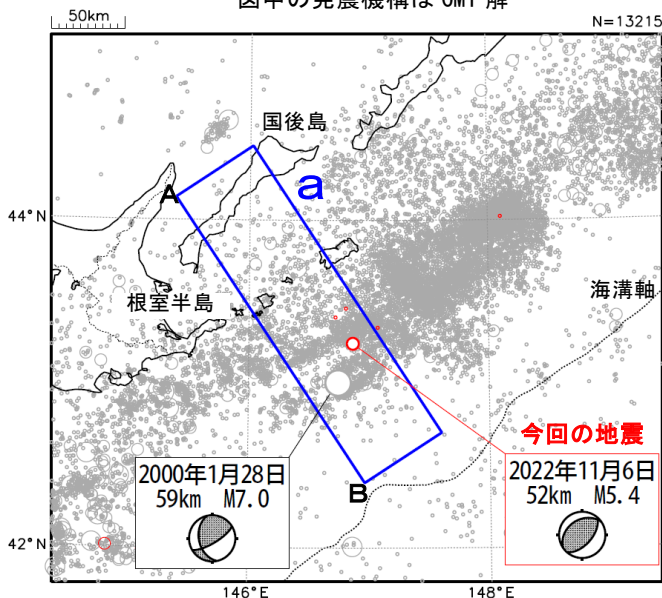 図中の発震機構は CMT 解
50km
N=13215
国後島
a
A
44°N
根室半島
海溝軸
今回の地震
2000年1月28日
59km M7.0
B
2022年11月6日
52km M5.4
42°N
146°E
148°E